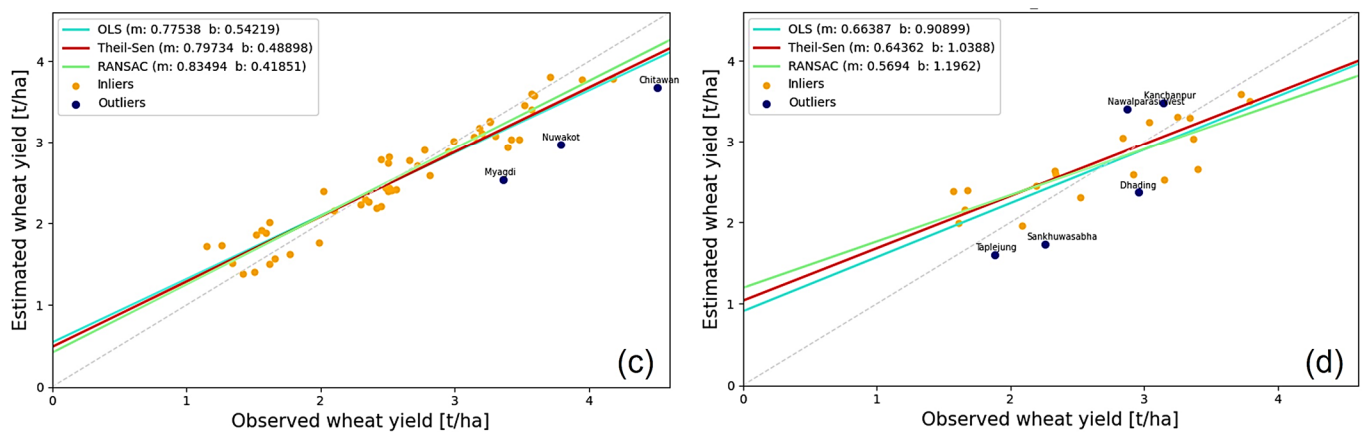 OLS (m: 0.77538 b: 0.54219)
Theil-Sen (m: 0.79734 b: 0.48898)
RANSAC (m: 0.83494 b: 0.41851)
Inliers
Outliers
Chitawan
Nuwakot
Myagdi
Estimated wheat yield [t/ha]
4
3
2
1
0
0
1
2
3
4
Observed wheat yield [t/ha]
(c)
OLS (m: 0.66387 b: 0.90899)
Theil-Sen (m: 0.64362 b: 1.0388)
RANSAC (m: 0.5694 b: 1.1962)
Inliers
Outliers
Kanchanpur
Nawalparasi West
Dhading
Sankhuwasabha
Taplejung
Estimated wheat yield [t/ha]
4
3
2
1
0
0
1
2
3
4
Observed wheat yield [t/ha]
(d)